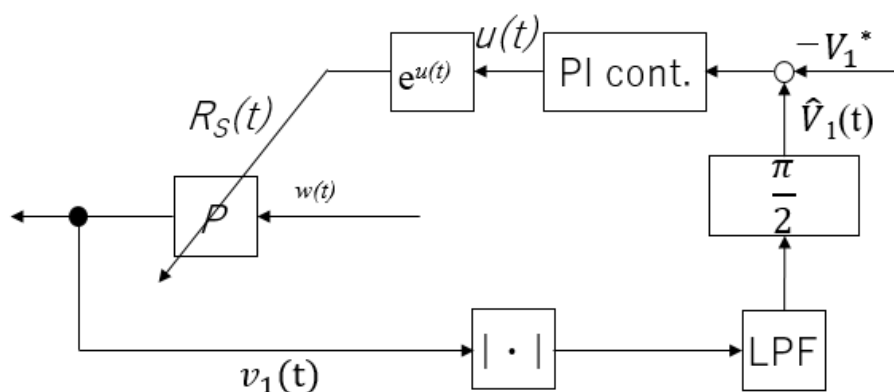 u(t)
−V₁*
e^{u(t)}
PI cont.
R_S(t)
V̂₁(t)
w(t)
P
π/2
| · |
LPF
v₁(t)